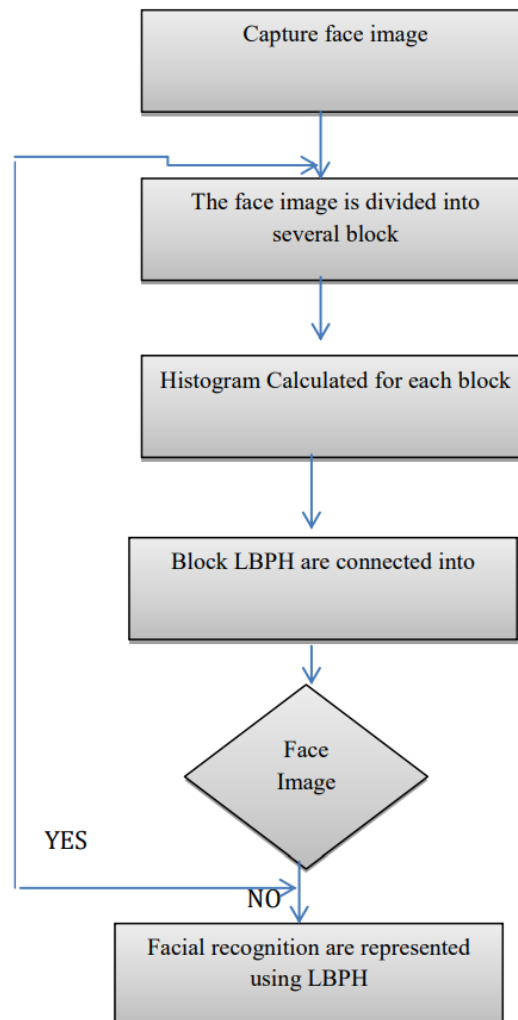 Capture face image
The face image is divided into
several block
Histogram Calculated for each block
Block LBPH are connected into
Face
Image
YES
NO
Facial recognition are represented
using LBPH